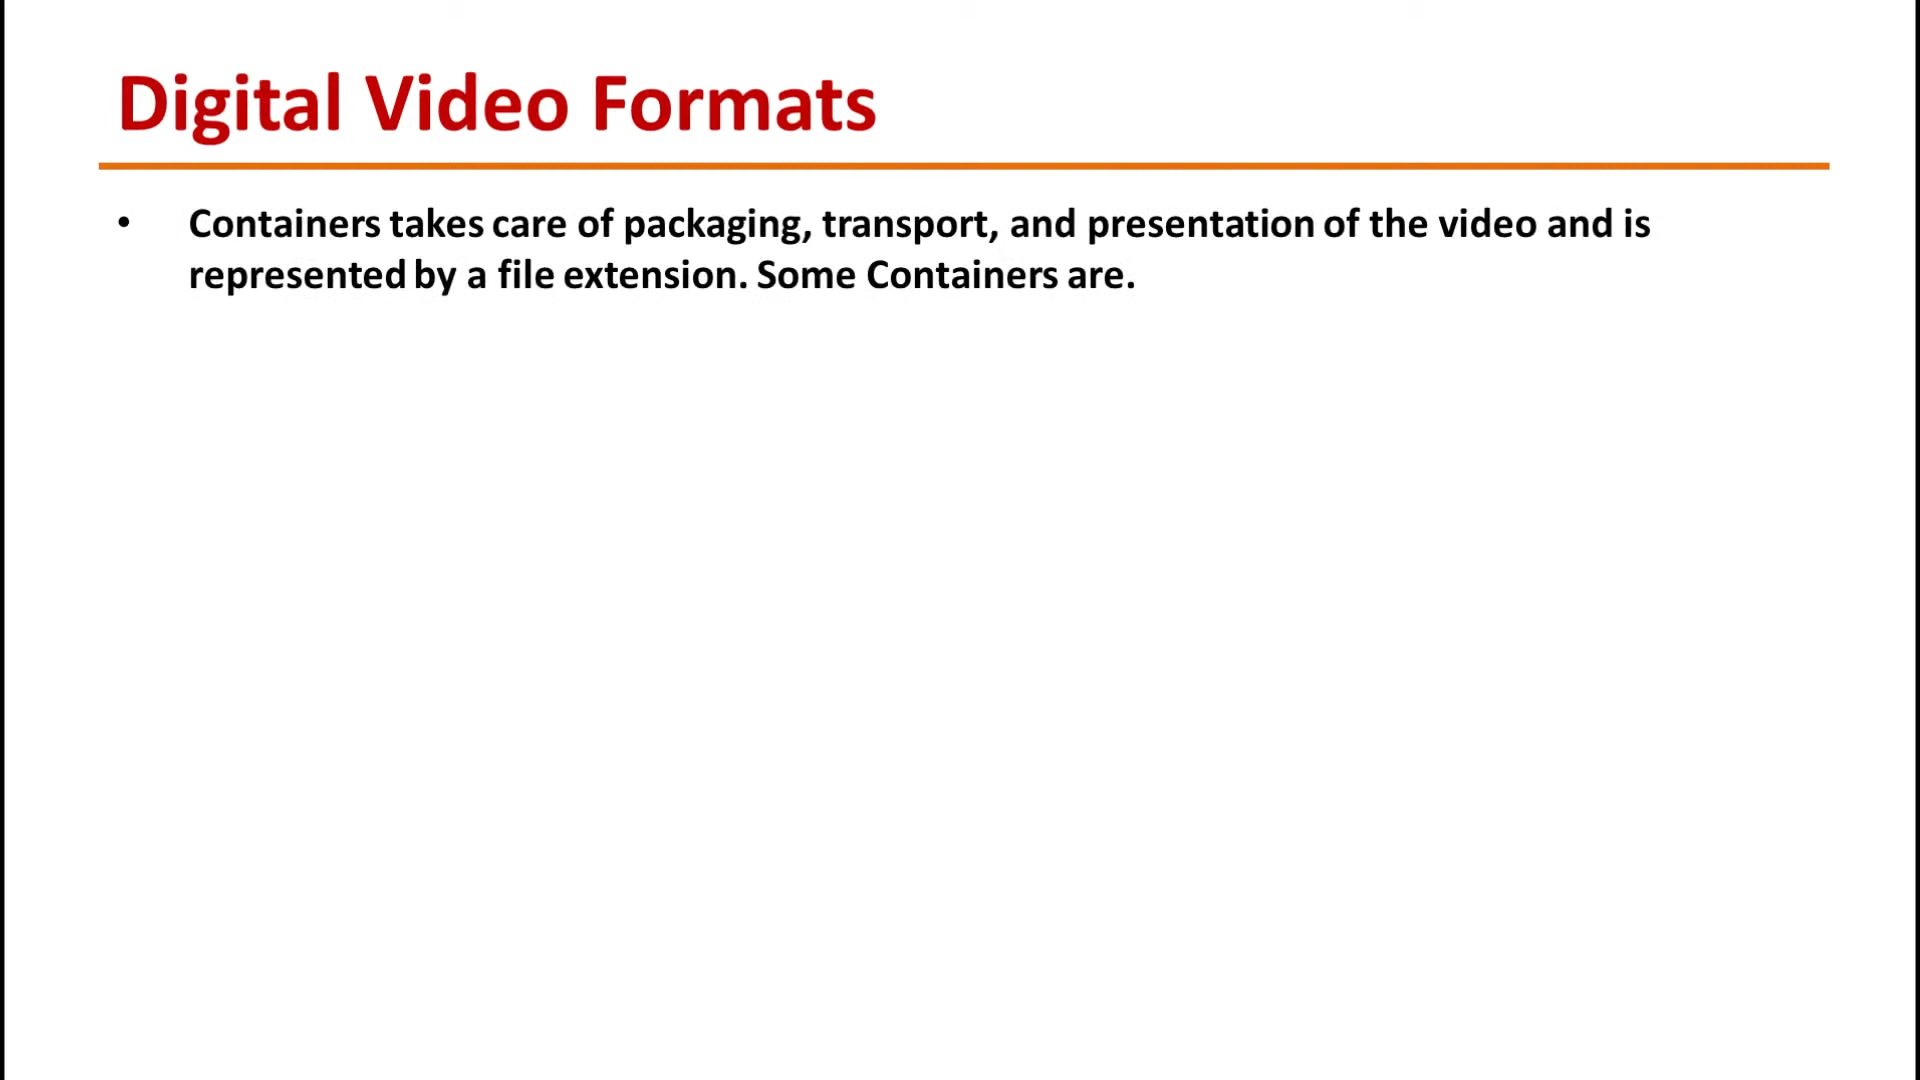 Digital Video Formats
• Containers takes care of packaging, transport, and presentation of the video and is
represented by a file extension. Some Containers are.